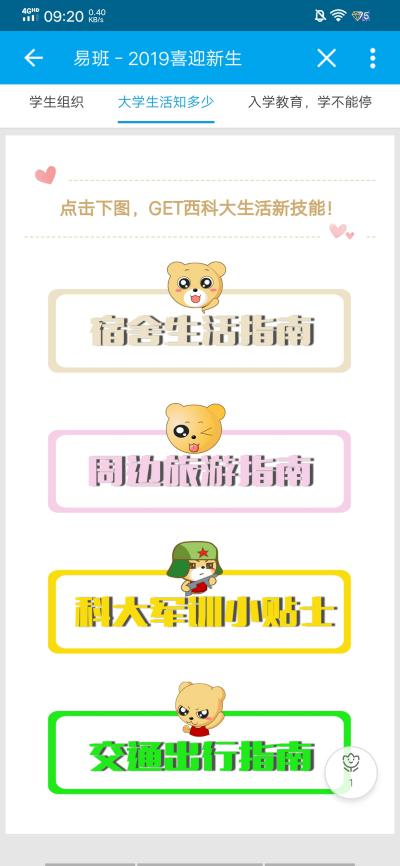 4GHD 09:20 0.40 KB/s 75
易班 - 2019喜迎新生
学生组织 大学生活知多少 入学教育，学不能停
点击下图，GET西科大生活新技能！
宿舍生活指南
周边旅游指南
科大军训小贴士
交通出行指南
1